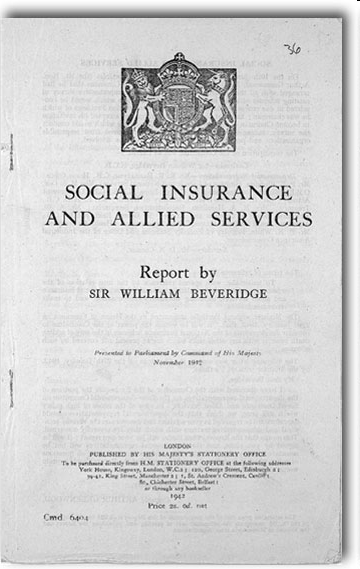 36
SOCIAL INSURANCE
AND ALLIED SERVICES
Report by
SIR WILLIAM BEVERIDGE
Presented to Parliament by Command of His Majesty
November 1942
LONDON
PUBLISHED BY HIS MAJESTY'S STATIONERY OFFICE
To be purchased directly from H.M. STATIONERY OFFICE at the following addresses
York House, Kingsway, London, W.C.2; 120, George Street, Edinburgh 2;
39-41, King Street, Manchester 2; 1, St. Andrew's Crescent, Cardiff;
80, Chichester Street, Belfast;
or through any bookseller
1942
Price 2s. 0d. net
Cmd. 6404